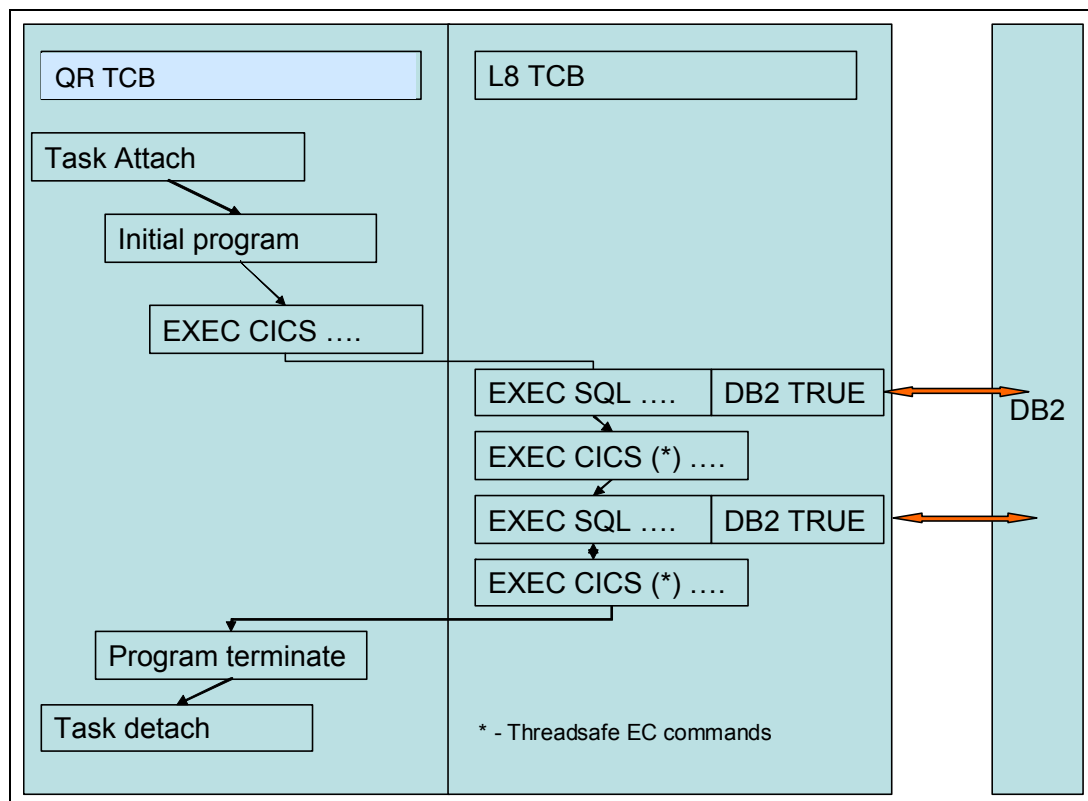 QR TCB
L8 TCB
Task Attach
Initial program
EXEC CICS ….
EXEC SQL …. DB2 TRUE
DB2
EXEC CICS (*) ….
EXEC SQL …. DB2 TRUE
EXEC CICS (*) ….
Program terminate
Task detach
* - Threadsafe EC commands